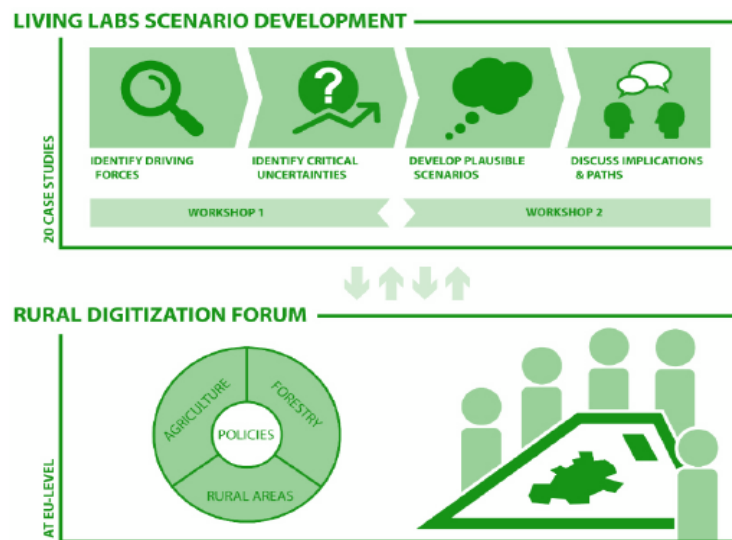 LIVING LABS SCENARIO DEVELOPMENT
20 CASE STUDIES
?
IDENTIFY DRIVING
FORCES
IDENTIFY CRITICAL
UNCERTAINTIES
DEVELOP PLAUSIBLE
SCENARIOS
DISCUSS IMPLICATIONS
& PATHS
WORKSHOP 1
WORKSHOP 2
RURAL DIGITIZATION FORUM
AT EU-LEVEL
AGRICULTURE
FORESTRY
POLICIES
RURAL AREAS